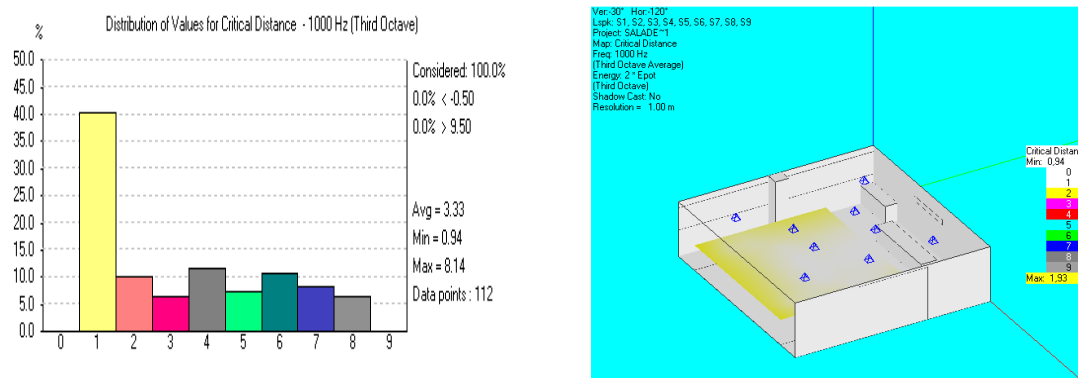 Distribution of Values for Critical Distance - 1000 Hz (Third Octave)
%
50.0
45.0
40.0
35.0
30.0
25.0
20.0
15.0
10.0
5.0
0.0
0 1 2 3 4 5 6 7 8 9
Considered: 100.0%
0.0% < -0.50
0.0% > 9.50
Avg = 3.33
Min = 0.94
Max = 8.14
Data points : 112
Ver:-30° Hor:-120°
Lspk: S1, S2, S3, S4, S5, S6, S7, S8, S9
Project: SALADE~1
Map: Critical Distance
Freq: 1000 Hz
(Third Octave Average)
Energy: 2 * Epot
(Third Octave)
Shadow Cast: No
Resolution = 1.00 m
Critical Distan
Min: 0,94
0
1
2
3
4
5
6
7
8
9
Max: 1,93